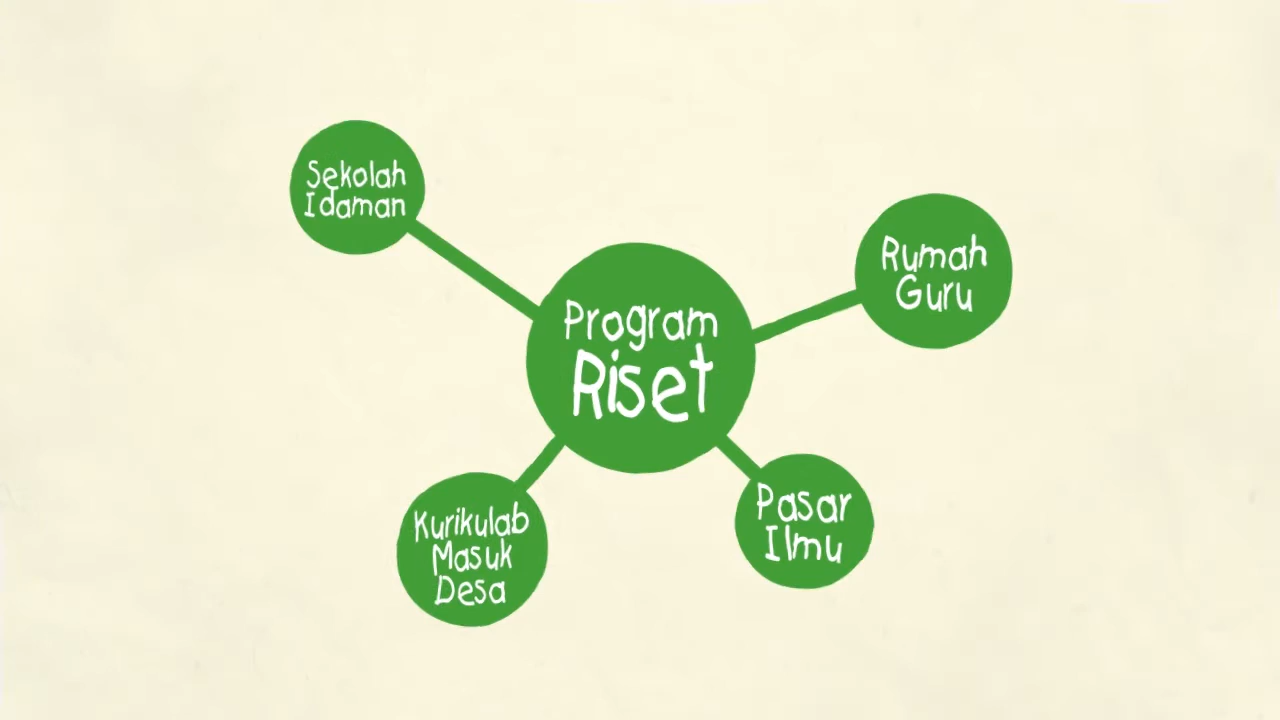 Sekolah
Idaman
Rumah
Guru
Program
Riset
Kurikulab
Masuk
Desa
Pasar
Ilmu